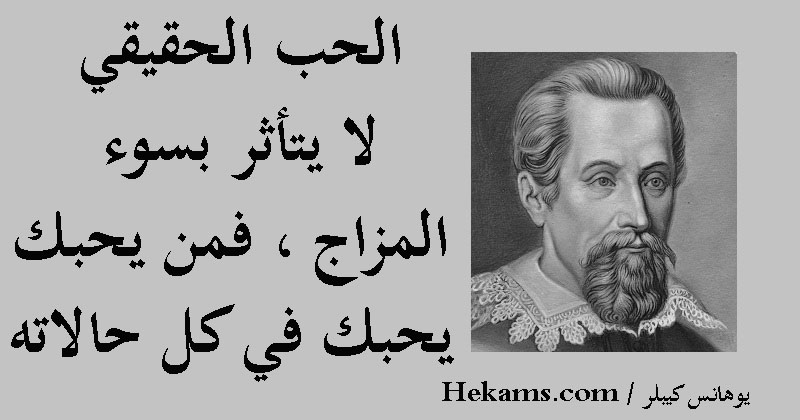 الحب الحقيقي
لا يتأثر بسوء
المزاج ، فمن يحبك
يحبك في كل حالاته
يوهانس كيبلر / Hekams.com